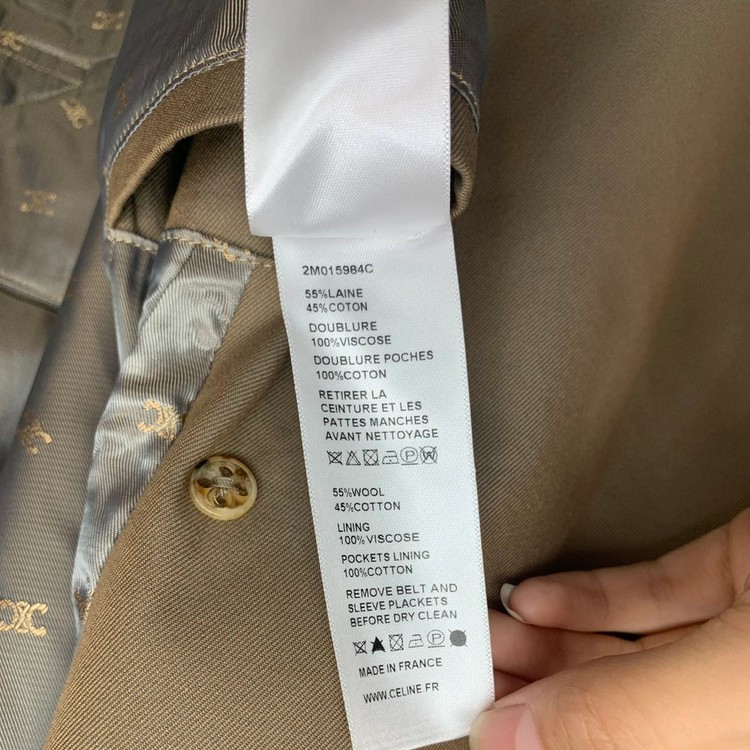 2M015984C
55%LAINE
45%COTON
DOUBLURE
100%VISCOSE
DOUBLURE POCHES
100%COTON
RETIRER LA
CEINTURE ET LES
PATTES MANCHES
AVANT NETTOYAGE
55%WOOL
45%COTTON
LINING
100%VISCOSE
POCKETS LINING
100%COTTON
REMOVE BELT AND
SLEEVE PLACKETS
BEFORE DRY CLEAN
MADE IN FRANCE
WWW.CELINE.FR